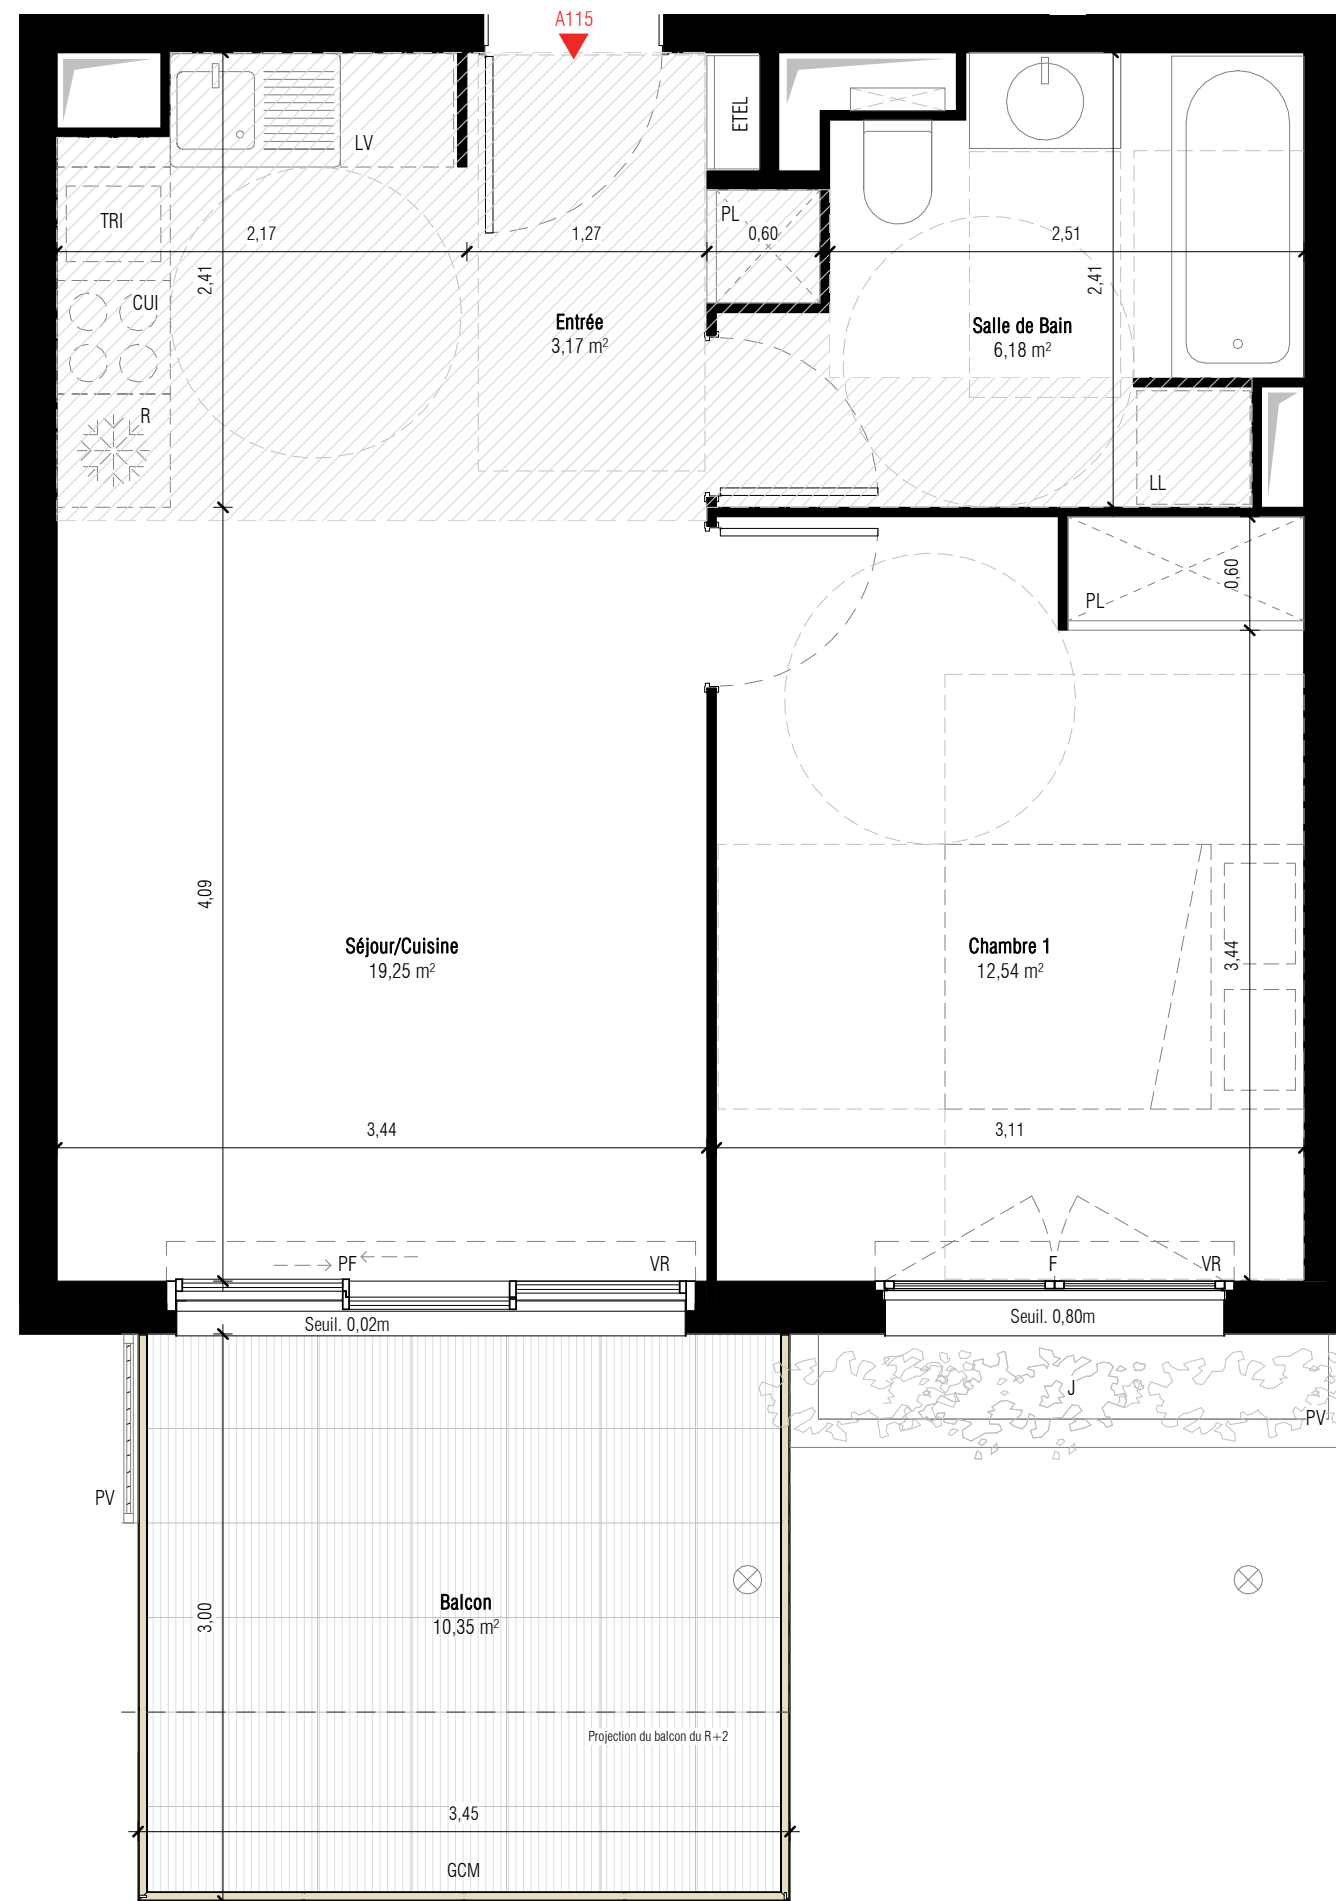 A115
ETEL
LV
TRI
PL
2,17
1,27
0,60
2,51
2,41
2,41
CUI
Entrée
3,17 m²
Salle de Bain
6,18 m²
R
LL
0,60
PL
4,09
Séjour/Cuisine
19,25 m²
Chambre 1
12,54 m²
3,44
3,44
3,11
PF
VR
F
VR
Seuil. 0,02m
Seuil. 0,80m
J
PV
PV
Balcon
10,35 m²
3,00
Projection du balcon du R+2
3,45
GCM